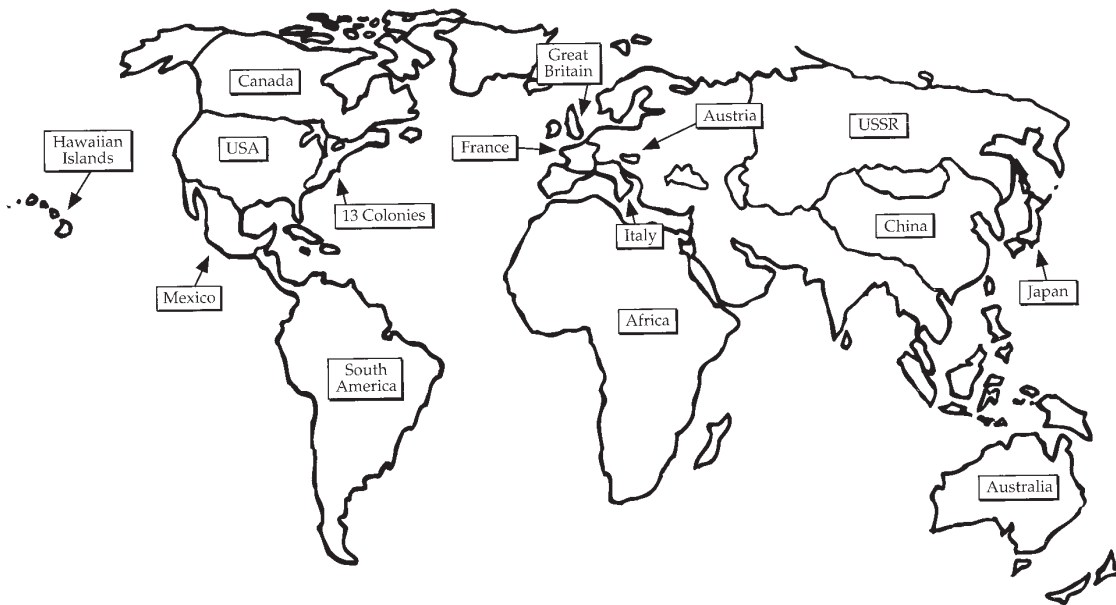 Great
Britain
Canada
Austria
USSR
Hawaiian
Islands
USA
France
13 Colonies
Italy
China
Mexico
Japan
Africa
South
America
Australia